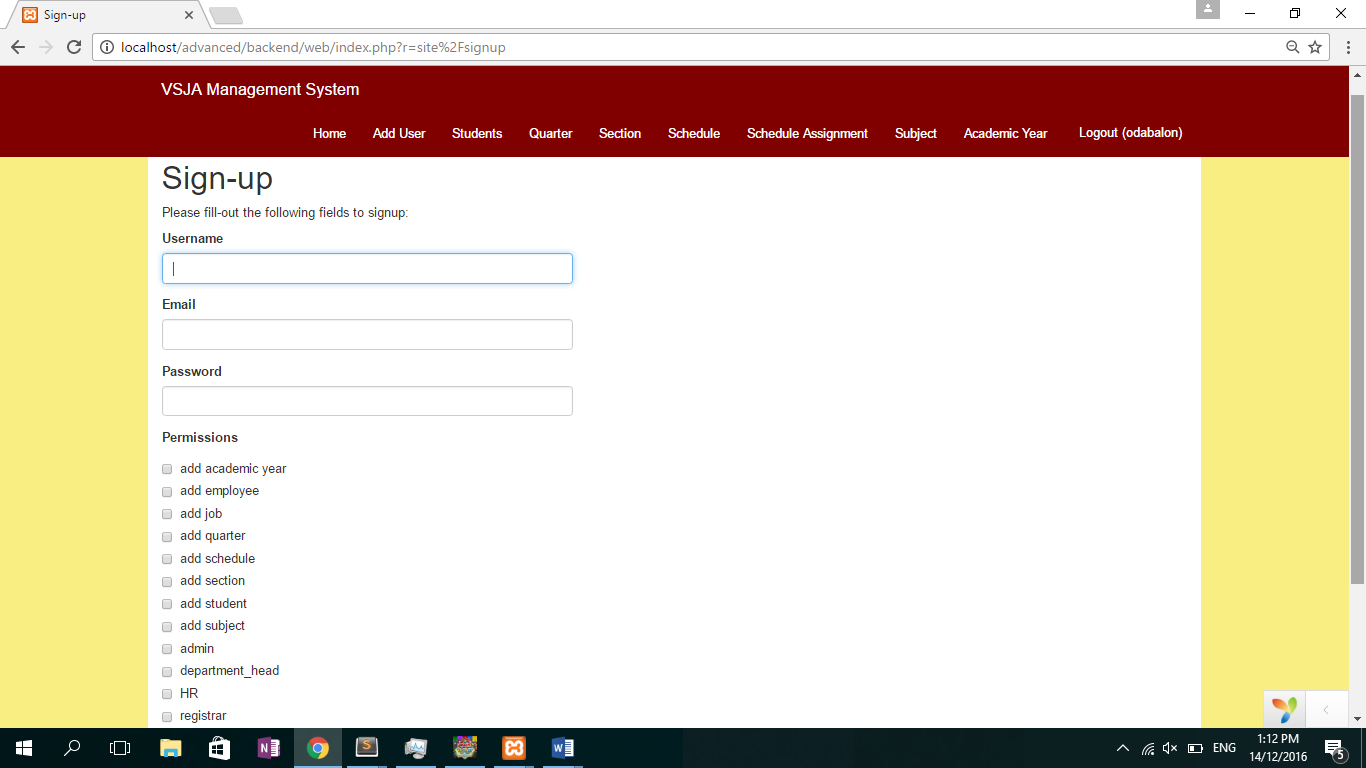 Sign-up
localhost/advanced/backend/web/index.php?r=site%2Fsignup
VSJA Management System
Home Add User Students Quarter Section Schedule Schedule Assignment Subject Academic Year Logout (odabalon)
Sign-up
Please fill-out the following fields to signup:
Username
Email
Password
Permissions
add academic year
add employee
add job
add quarter
add schedule
add section
add student
add subject
admin
department_head
HR
registrar
ENG
1:12 PM
14/12/2016
5